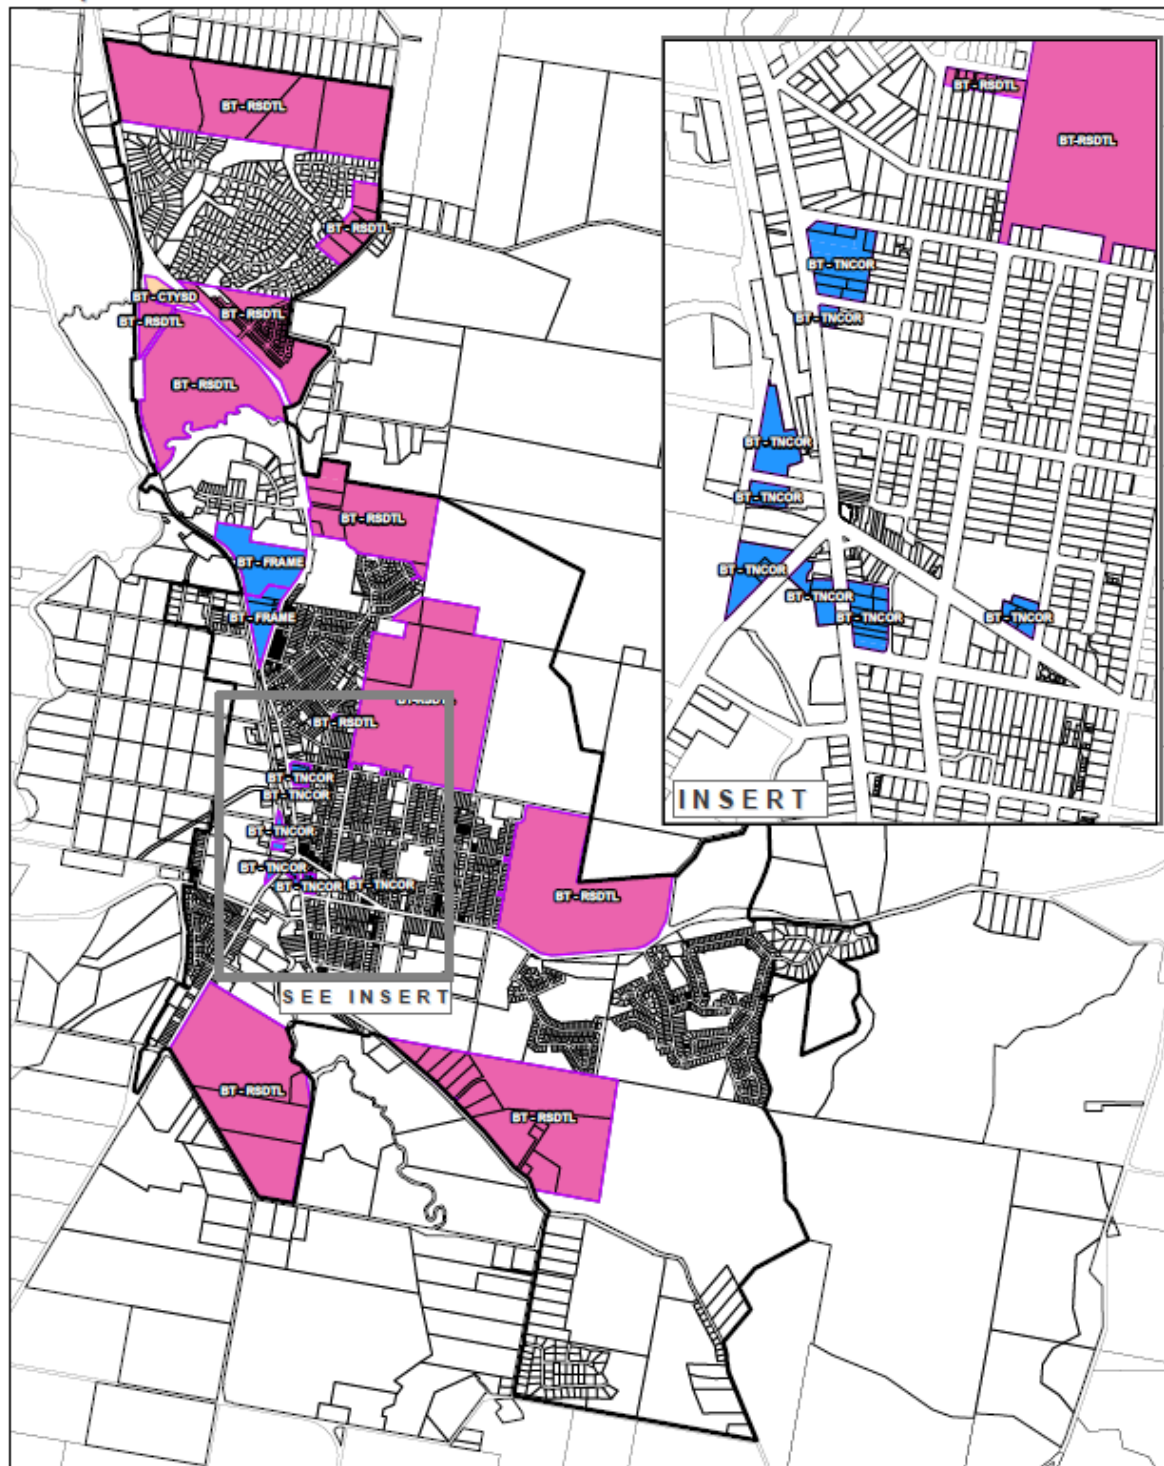 BT - RSDTL
BT - RSDTL
BT-RSDTL
BT - RSDTL
BT - TNCOR
BT - CTYSD
BT - RSDTL
BT - RSDTL
BT - TNCOR
BT - RSDTL
BT - TNCOR
BT - TNCOR
BT - RSDTL
BT - FRAME
BT - TNCOR
BT - TNCOR
BT - TNCOR
BT - TNCOR
BT - FRAME
BT - RSDTL
BT - TNCOR
BT - TNCOR
INSERT
BT - TNCOR
BT - TNCOR
BT - TNCOR
BT - TNCOR
BT - RSDTL
SEE INSERT
BT - RSDTL
BT - RSDTL